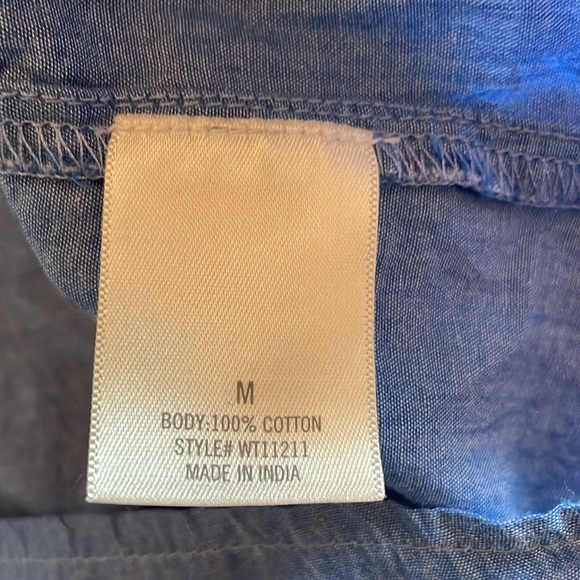 M
BODY:100% COTTON
STYLE# WT11211
MADE IN INDIA